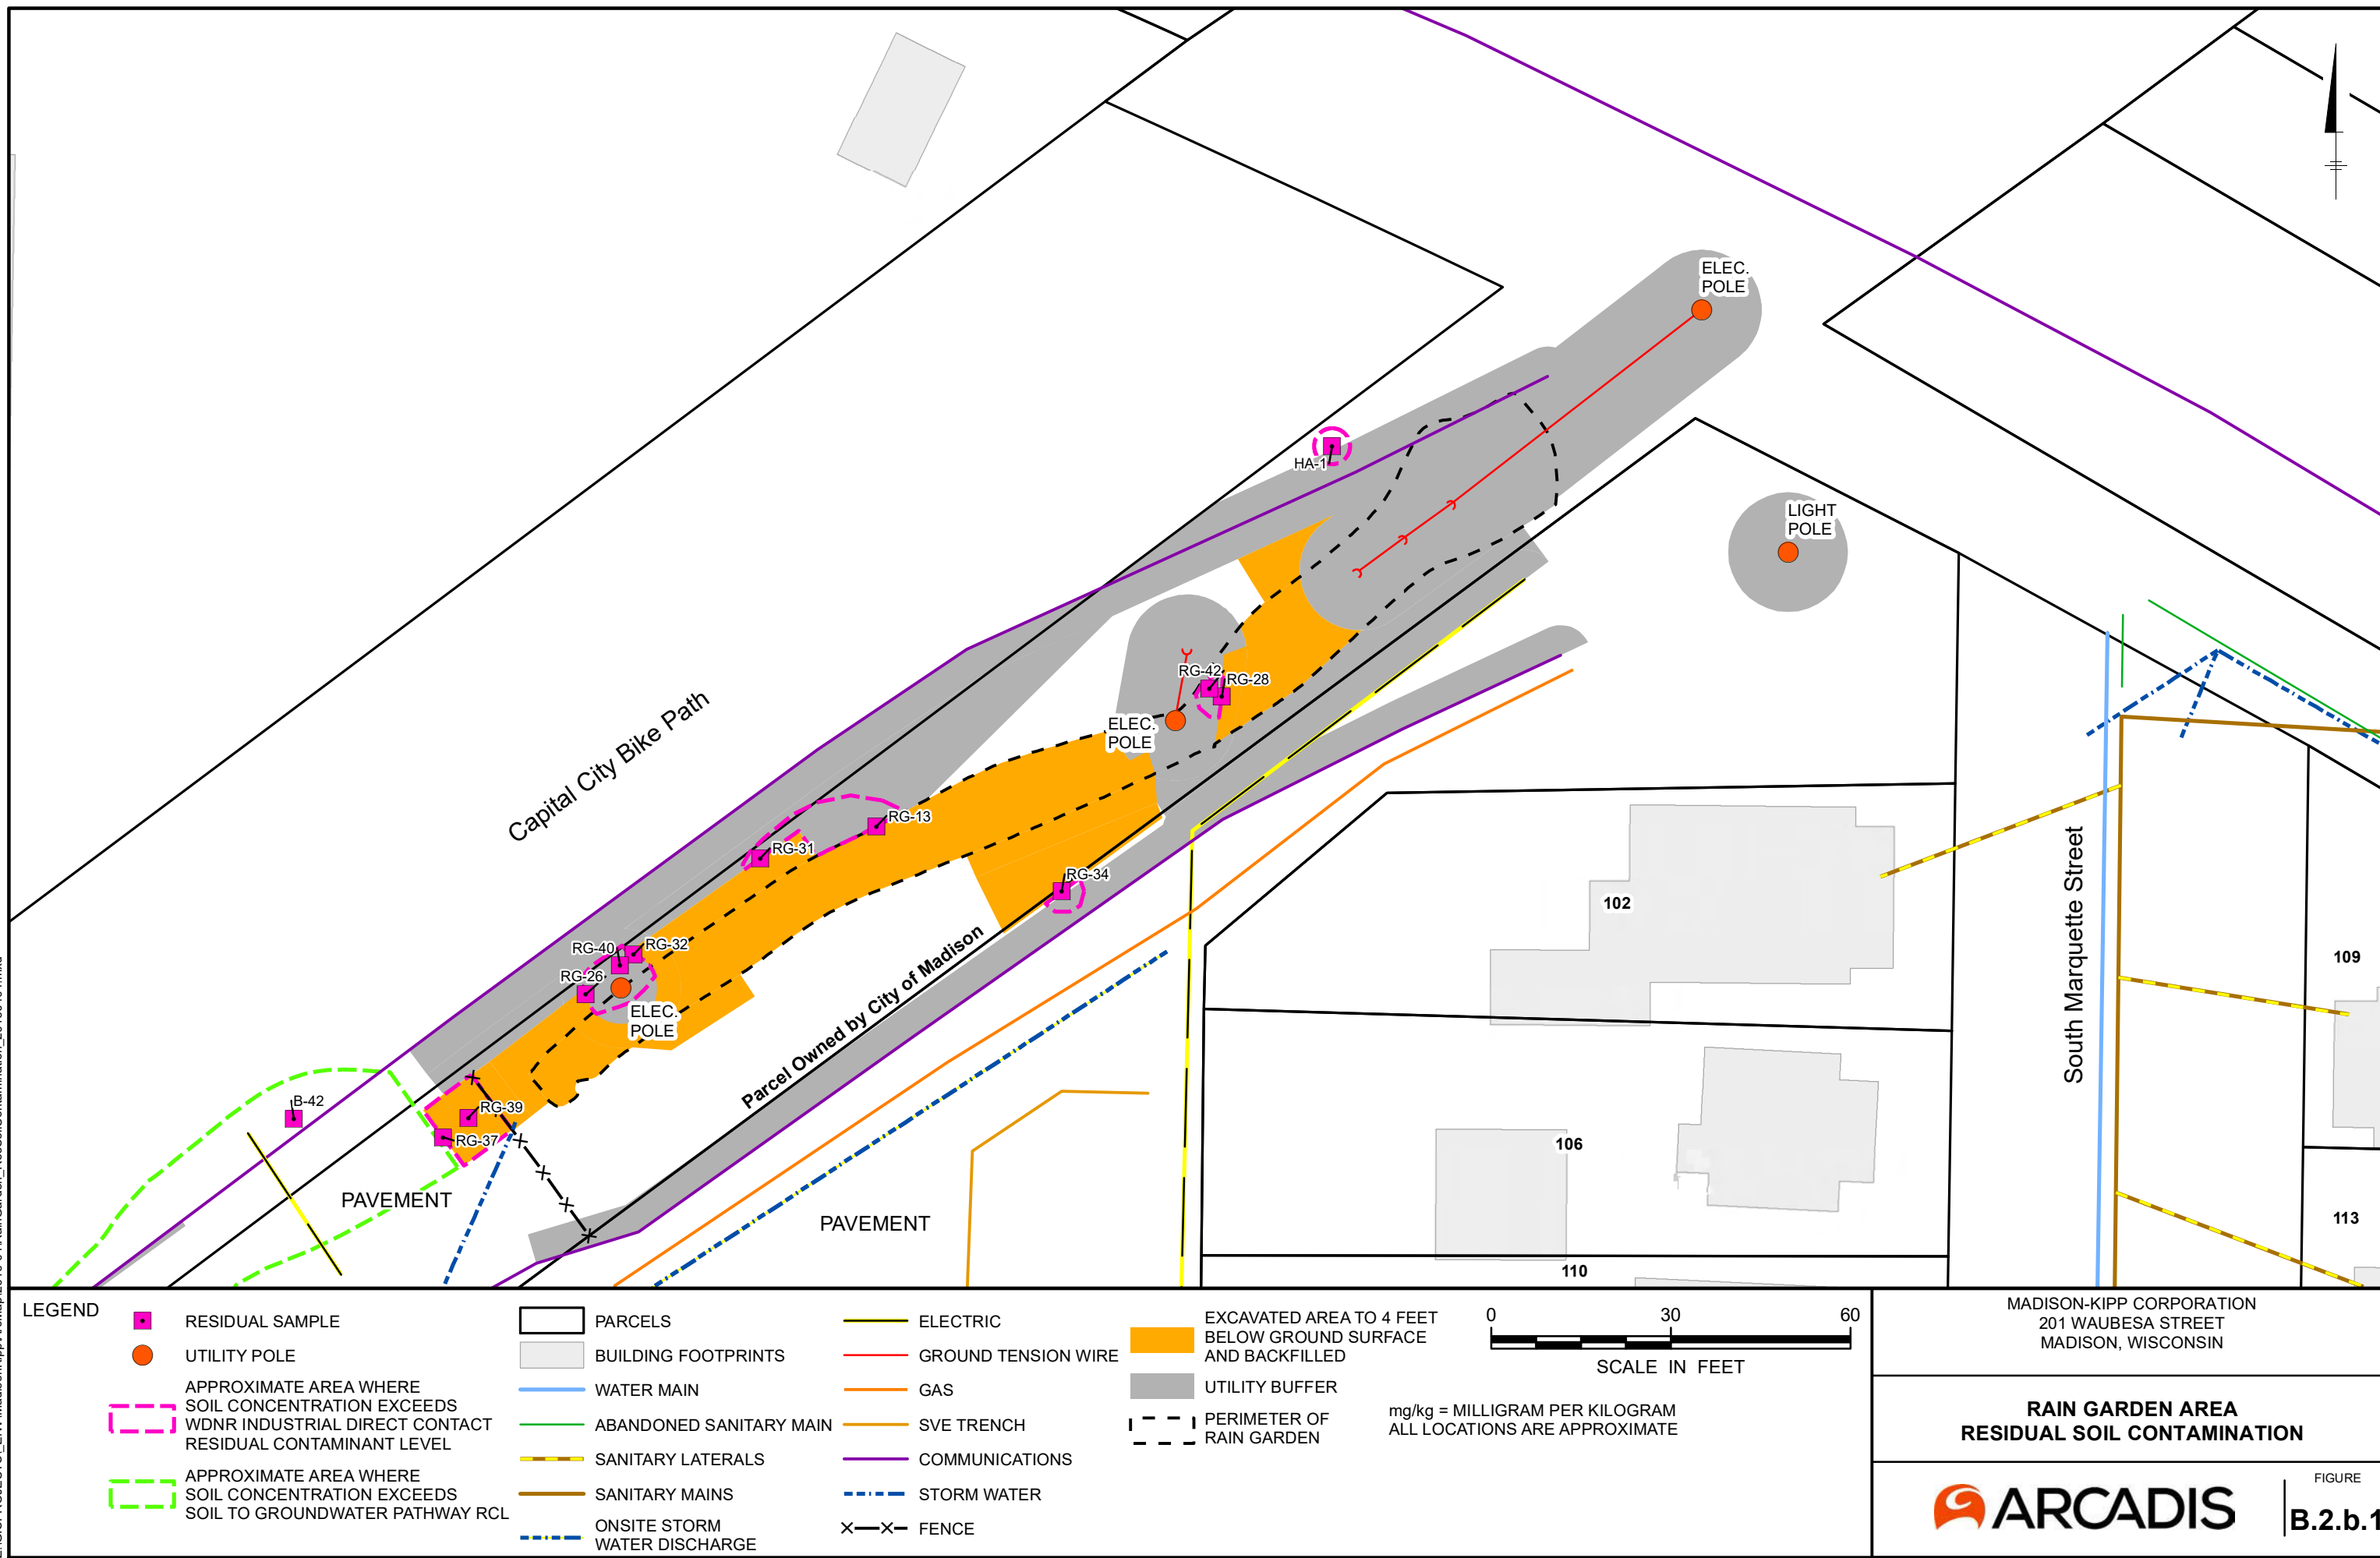 ELEC.
POLE
HA-1
LIGHT
POLE
RG-42
RG-28
ELEC.
POLE
Capital City Bike Path
RG-13
RG-31
RG-34
102
South Marquette Street
RG-40
RG-32
RG-26
ELEC.
POLE
109
Parcel Owned by City of Madison
B-42
RG-39
RG-37
106
PAVEMENT
PAVEMENT
113
110
LEGEND
RESIDUAL SAMPLE
UTILITY POLE
APPROXIMATE AREA WHERE
SOIL CONCENTRATION EXCEEDS
WDNR INDUSTRIAL DIRECT CONTACT
RESIDUAL CONTAMINANT LEVEL
APPROXIMATE AREA WHERE
SOIL CONCENTRATION EXCEEDS
SOIL TO GROUNDWATER PATHWAY RCL
PARCELS
BUILDING FOOTPRINTS
WATER MAIN
ABANDONED SANITARY MAIN
SANITARY LATERALS
SANITARY MAINS
ONSITE STORM
WATER DISCHARGE
ELECTRIC
GROUND TENSION WIRE
GAS
SVE TRENCH
COMMUNICATIONS
STORM WATER
FENCE
EXCAVATED AREA TO 4 FEET
BELOW GROUND SURFACE
AND BACKFILLED
UTILITY BUFFER
PERIMETER OF
RAIN GARDEN
0 30 60
SCALE IN FEET
mg/kg = MILLIGRAM PER KILOGRAM
ALL LOCATIONS ARE APPROXIMATE
MADISON-KIPP CORPORATION
201 WAUBESA STREET
MADISON, WISCONSIN
RAIN GARDEN AREA
RESIDUAL SOIL CONTAMINATION
ARCADIS
FIGURE
B.2.b.1